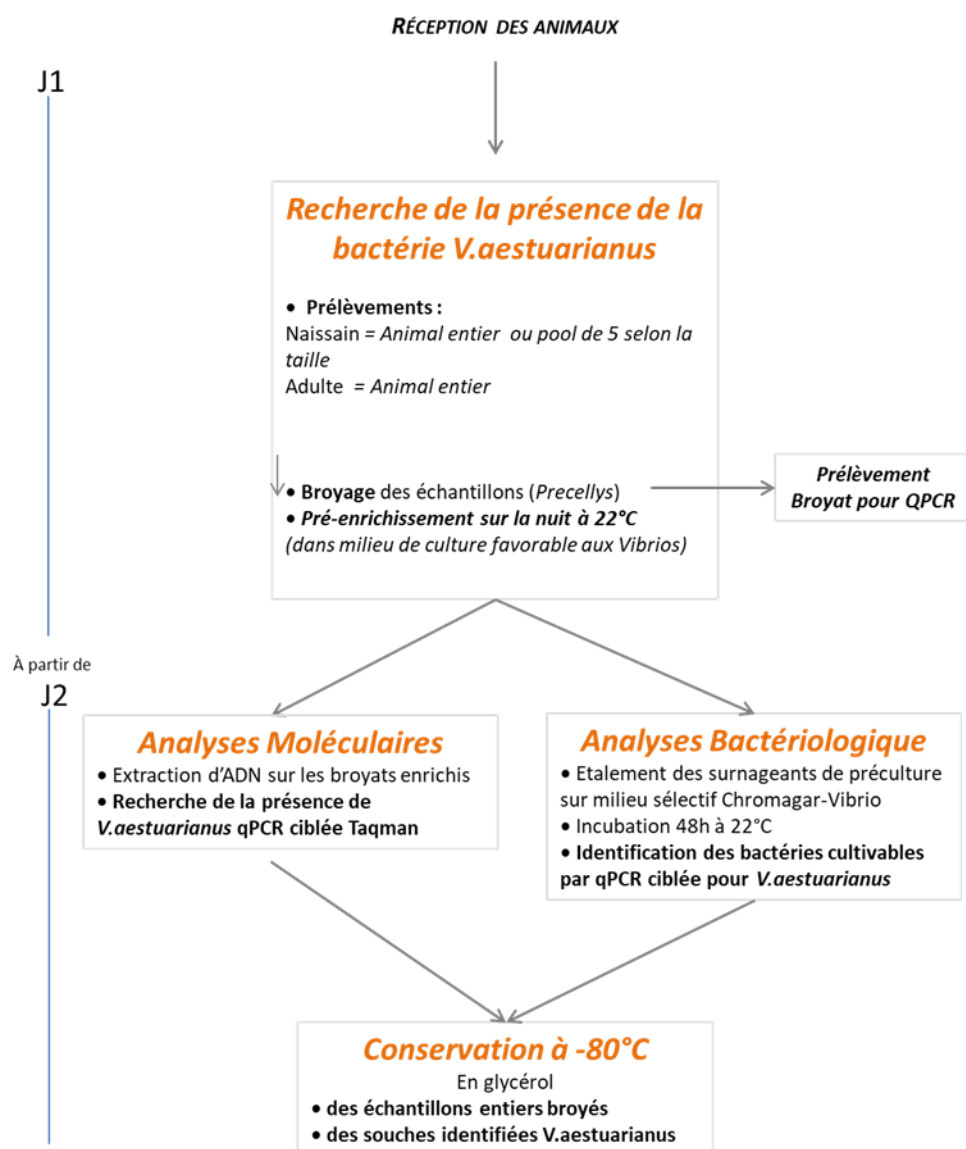 RÉCEPTION DES ANIMAUX
J1
Recherche de la présence de la
bactérie V.aestuarianus
• Prélèvements :
Naissain = Animal entier ou pool de 5 selon la
taille
Adulte = Animal entier
• Broyage des échantillons (Precellys)
• Pré-enrichissement sur la nuit à 22°C
(dans milieu de culture favorable aux Vibrios)
Prélèvement
Broyat pour QPCR
À partir de
J2
Analyses Moléculaires
• Extraction d'ADN sur les broyats enrichis
• Recherche de la présence de
V.aestuarianus qPCR ciblée Taqman
Analyses Bactériologique
• Etalement des surnageants de préculture
sur milieu sélectif Chromagar-Vibrio
• Incubation 48h à 22°C
• Identification des bactéries cultivables
par qPCR ciblée pour V.aestuarianus
Conservation à -80°C
En glycérol
• des échantillons entiers broyés
• des souches identifiées V.aestuarianus